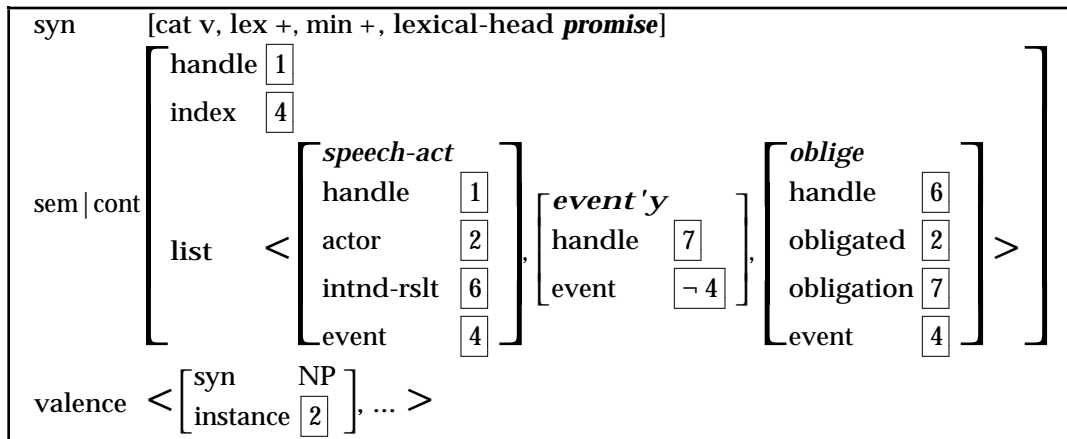 syn [cat v, lex +, min +, lexical-head promise]
handle 1
index 4
sem|cont
list < speech-act handle 1 actor 2 intnd-rslt 6 event 4 , event'y handle 7 event ¬ 4 , oblige handle 6 obligated 2 obligation 7 event 4 >
valence < syn NP instance 2 , ... >